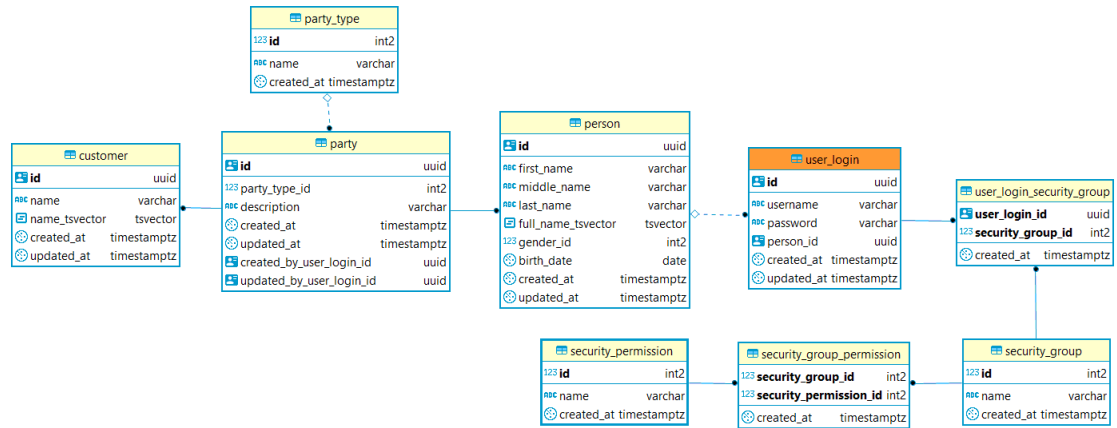 party_type
123 id int2
ABC name varchar
created_at timestamptz
customer
id uuid
ABC name varchar
name_tsvector tsvector
created_at timestamptz
updated_at timestamptz
party
id uuid
123 party_type_id int2
ABC description varchar
created_at timestamptz
updated_at timestamptz
created_by_user_login_id uuid
updated_by_user_login_id uuid
person
id uuid
ABC first_name varchar
ABC middle_name varchar
ABC last_name varchar
full_name_tsvector tsvector
123 gender_id int2
birth_date date
created_at timestamptz
updated_at timestamptz
user_login
id uuid
ABC username varchar
ABC password varchar
person_id uuid
created_at timestamptz
updated_at timestamptz
user_login_security_group
user_login_id uuid
123 security_group_id int2
created_at timestamptz
security_permission
123 id int2
ABC name varchar
created_at timestamptz
security_group_permission
123 security_group_id int2
123 security_permission_id int2
created_at timestamptz
security_group
123 id int2
ABC name varchar
created_at timestamptz